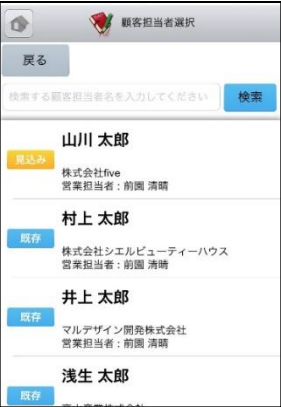 顧客担当者選択
戻る
検索する顧客担当者名を入力してください
検索
山川 太郎
見込み
株式会社five
営業担当者：前園 清晴
村上 太郎
既存
株式会社シエルビューティーハウス
営業担当者：前園 清晴
井上 太郎
既存
マルデザイン開発株式会社
営業担当者：前園 清晴
浅生 太郎
既存